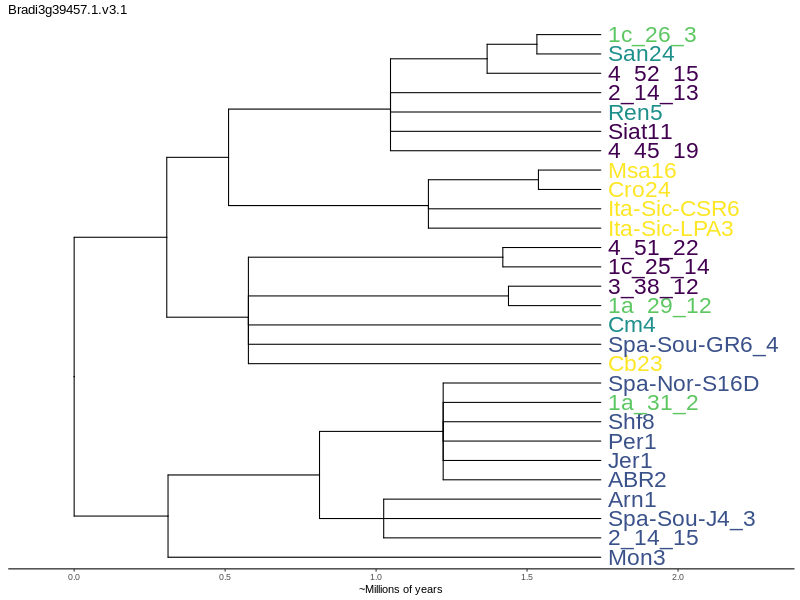 Bradi3g39457.1.v3.1
1c_26_3
San24
4_52_15
2_14_13
Ren5
Siat11
4_45_19
Msa16
Cro24
Ita-Sic-CSR6
Ita-Sic-LPA3
4_51_22
1c_25_14
3_38_12
1a_29_12
Cm4
Spa-Sou-GR6_4
Cb23
Spa-Nor-S16D
1a_31_2
Shf8
Per1
Jer1
ABR2
Arn1
Spa-Sou-J4_3
2_14_15
Mon3
0.0 0.5 1.0 1.5 2.0
~Millions of years